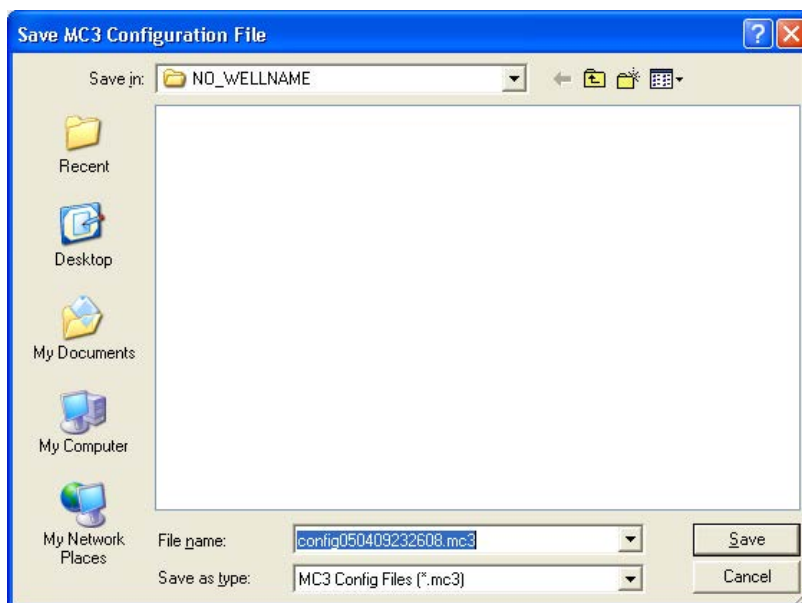 Save MC3 Configuration File
Save in: NO_WELLNAME
Recent
Desktop
My Documents
My Computer
My Network
Places
File name: config050409232608.mc3 Save
Save as type: MC3 Config Files (*.mc3) Cancel